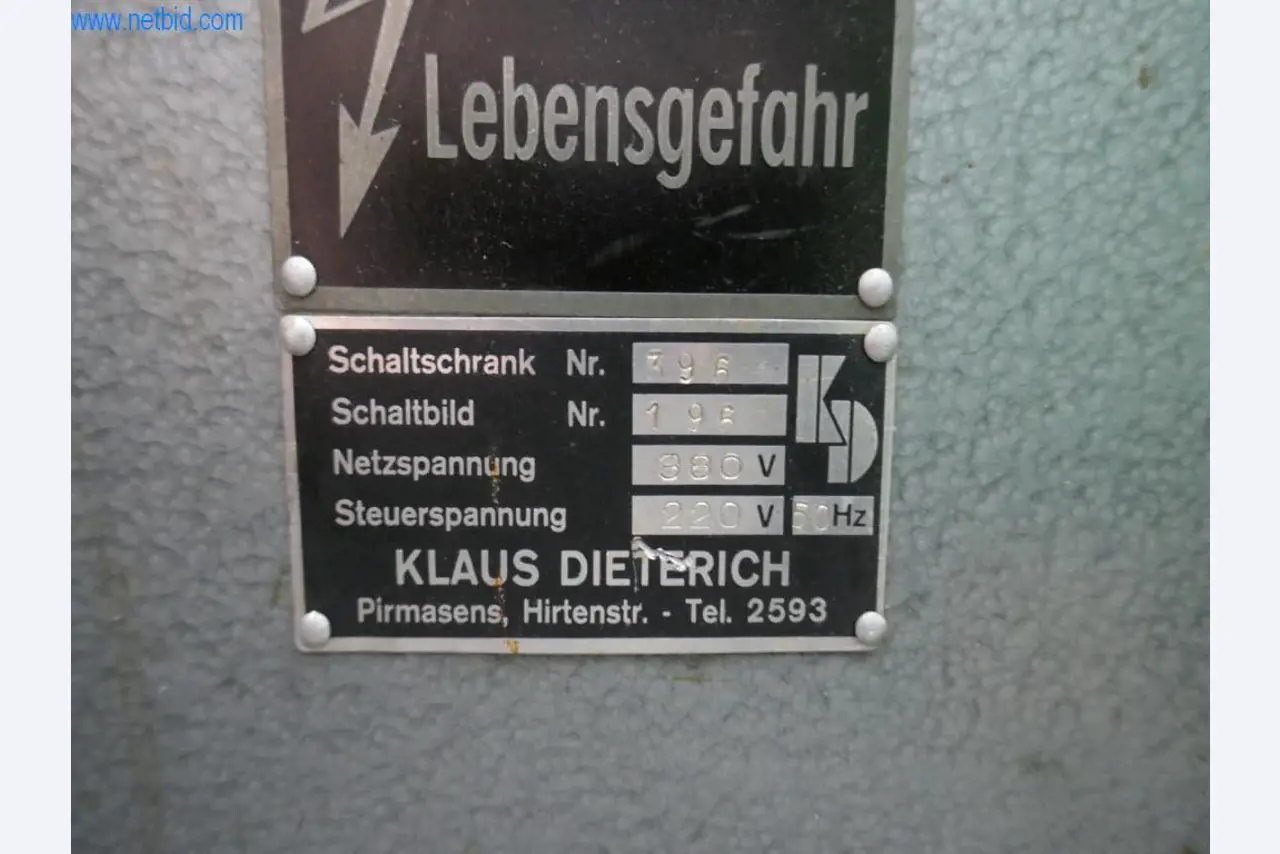 www.netbid.com
Lebensgefahr
Schaltschrank Nr.
Schaltbild Nr.
Netzspannung 380 V
Steuerspannung 220 V 50 Hz
KD
KLAUS DIETERICH
Pirmasens, Hirtenstr. - Tel. 2593